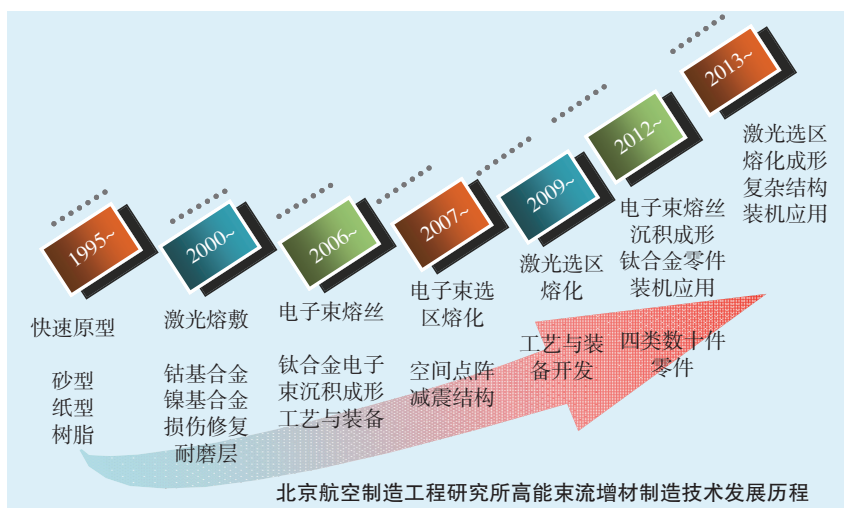 1995~
快速原型
砂型
纸型
树脂
2000~
激光熔敷
钴基合金
镍基合金
损伤修复
耐磨层
2006~
电子束熔丝
钛合金电子
束沉积成形
工艺与装备
2007~
电子束选
区熔化
空间点阵
减震结构
2009~
激光选区
熔化
工艺与装
备开发
2012~
电子束熔丝
沉积成形
钛合金零件
装机应用
四类数十件
零件
2013~
激光选区
熔化成形
复杂结构
装机应用
北京航空制造工程研究所高能束流增材制造技术发展历程